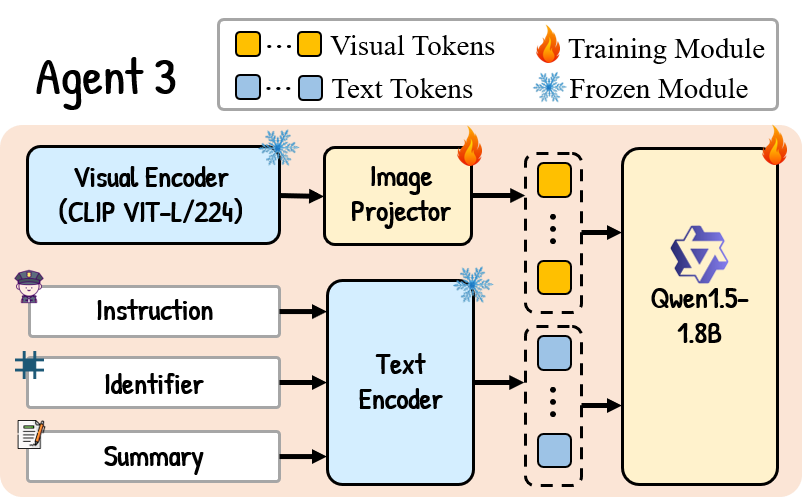 Agent 3
... Visual Tokens
... Text Tokens
Training Module
Frozen Module
Visual Encoder
(CLIP VIT-L/224)
Image
Projector
Instruction
Identifier
Summary
Text
Encoder
Qwen1.5-
1.8B